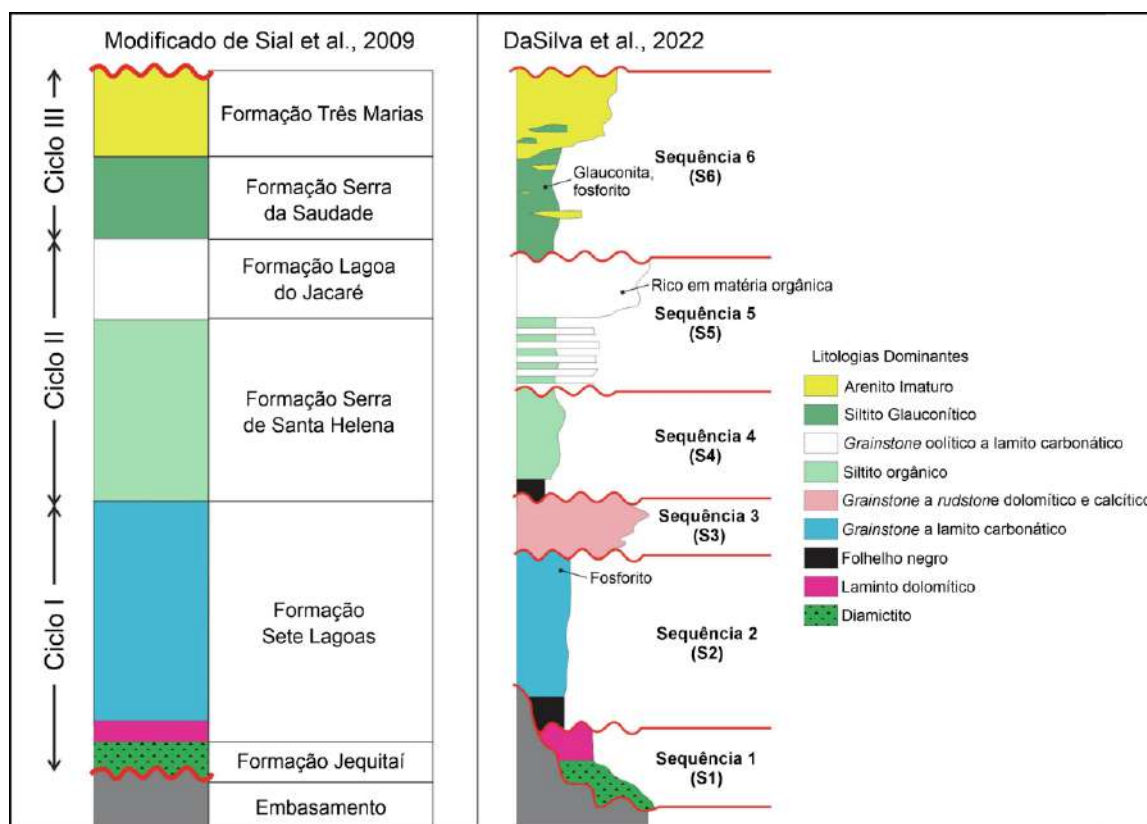 Modificado de Sial et al., 2009
Ciclo III
Ciclo II
Ciclo I
Formação Três Marias
Formação Serra
da Saudade
Formação Lagoa
do Jacaré
Formação Serra
de Santa Helena
Formação
Sete Lagoas
Formação Jequitaí
Embasamento
DaSilva et al., 2022
Sequência 6
(S6)
Glauconita,
fosforito
Rico em matéria orgânica
Sequência 5
(S5)
Sequência 4
(S4)
Sequência 3
(S3)
Fosforito
Sequência 2
(S2)
Sequência 1
(S1)
Litologias Dominantes
Arenito Imaturo
Siltito Glauconítico
Grainstone oolítico a lamito carbonático
Siltito orgânico
Grainstone a rudstone dolomítico e calcítico
Grainstone a lamito carbonático
Folhelho negro
Laminto dolomítico
Diamictito